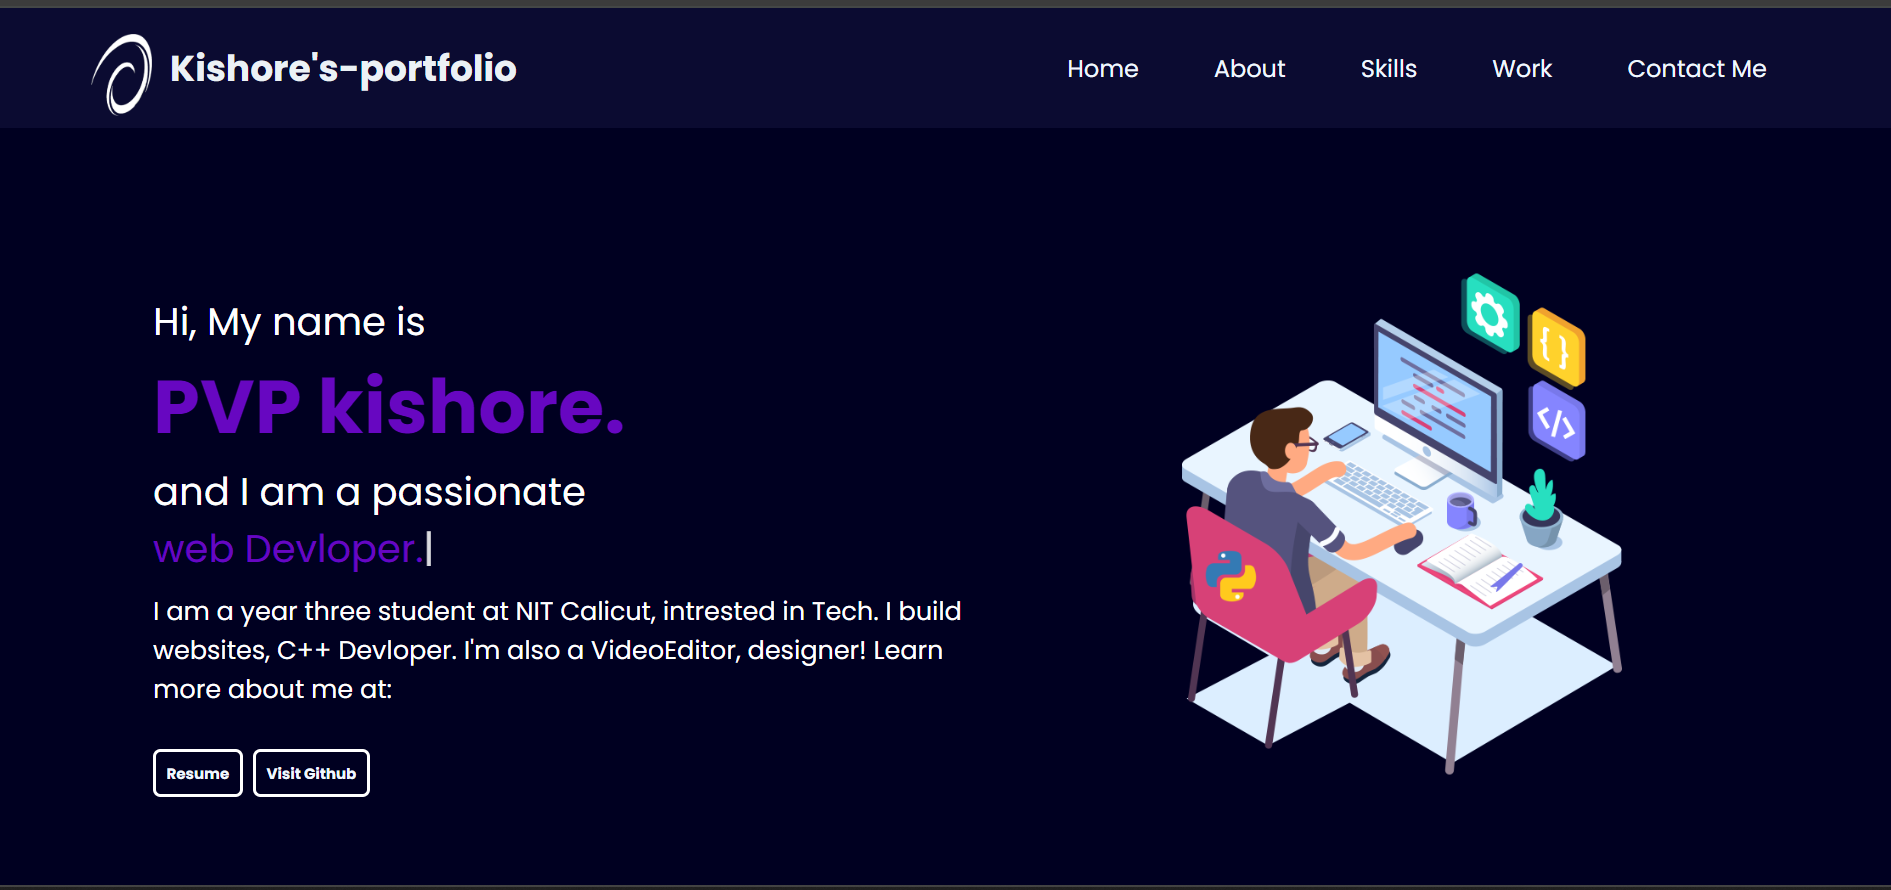 Kishore's-portfolio
Home
About
Skills
Work
Contact Me
Hi, My name is
PVP kishore.
and I am a passionate
web Devloper.
I am a year three student at NIT Calicut, intrested in Tech. I build
websites, C++ Devloper. I'm also a VideoEditor, designer! Learn
more about me at:
Resume
Visit Github
{ }
</>